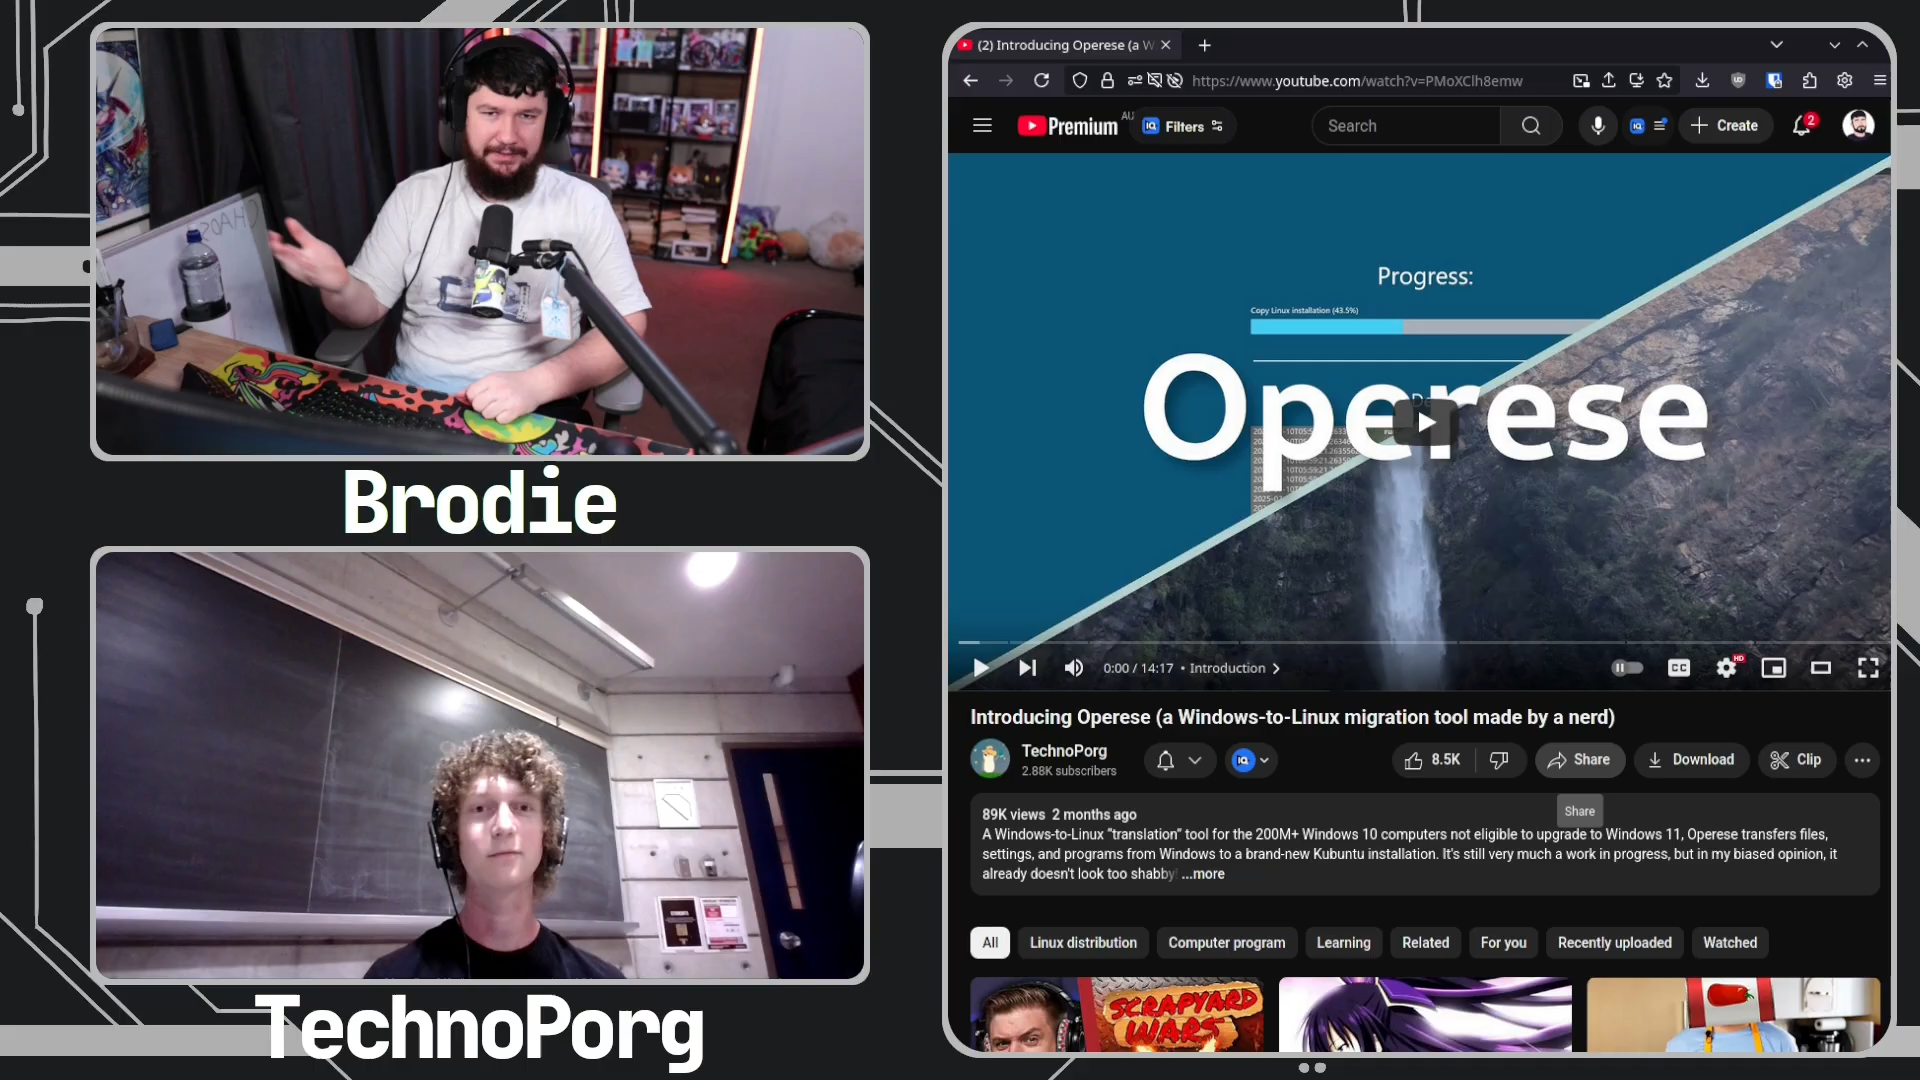 CHAOS
Brodie
TechnoPorg
(2) Introducing Operese (a W
https://www.youtube.com/watch?v=PMoXClh8emw
Premium
AU
IQ
Filters
Search
IQ
Create
2
Progress:
Copy Linux installation (43.5%)
Operese
0:00 / 14:17 • Introduction
CC
HD
Introducing Operese (a Windows-to-Linux migration tool made by a nerd)
TechnoPorg
2.88K subscribers
IQ
8.5K
Share
Download
Clip
Share
89K views 2 months ago
A Windows-to-Linux "translation" tool for the 200M+ Windows 10 computers not eligible to upgrade to Windows 11, Operese transfers files,
settings, and programs from Windows to a brand-new Kubuntu installation. It's still very much a work in progress, but in my biased opinion, it
already doesn't look too shabby ...more
All
Linux distribution
Computer program
Learning
Related
For you
Recently uploaded
Watched
SCRAPYARD
WARS